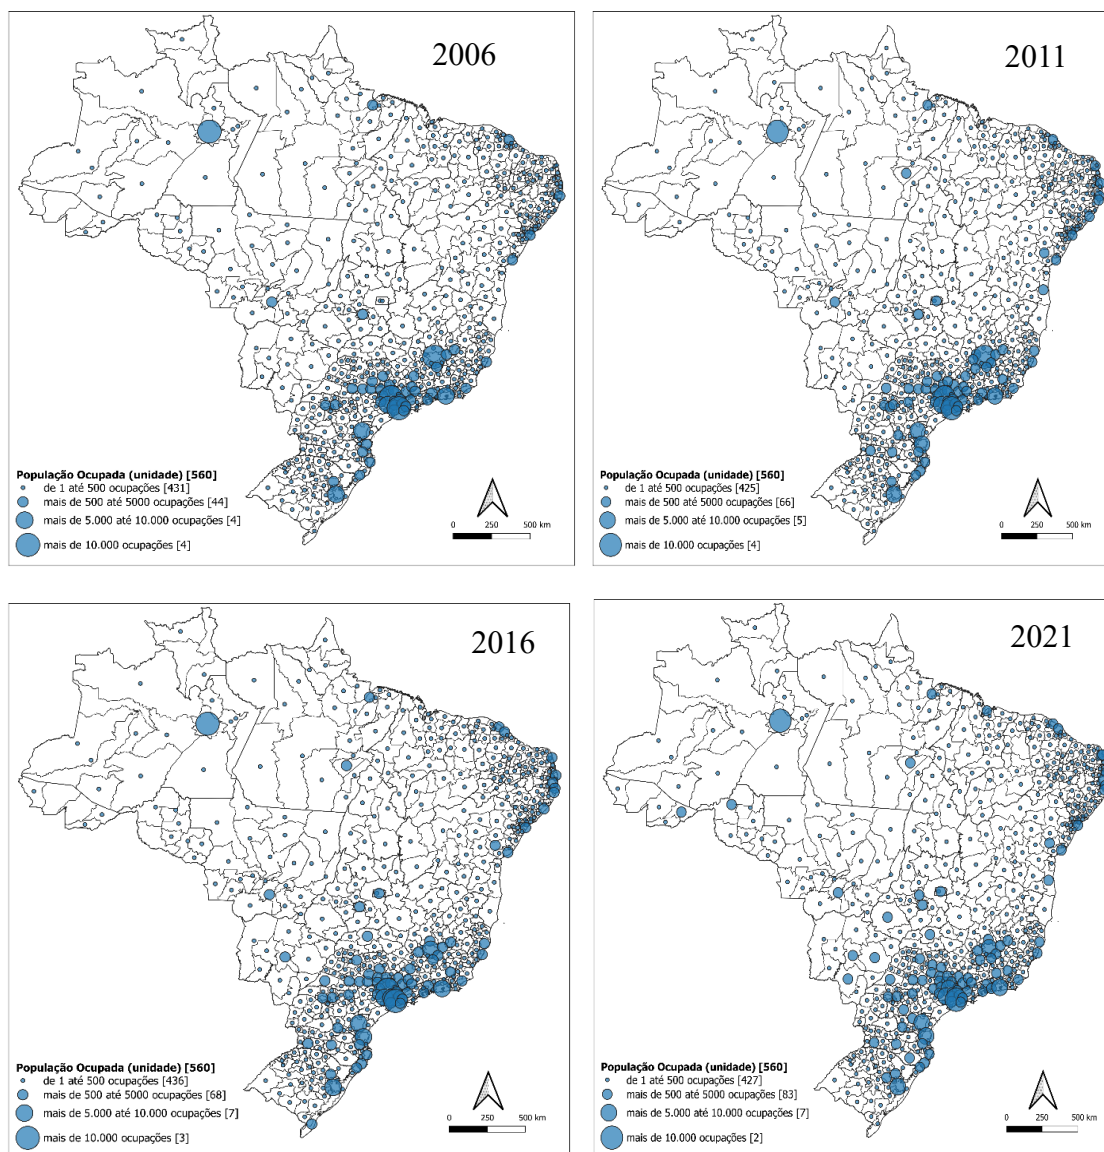 2006
População Ocupada (unidade) [560]
de 1 até 500 ocupações [431]
mais de 500 até 5000 ocupações [44]
mais de 5.000 até 10.000 ocupações [4]
mais de 10.000 ocupações [4]
0 250 500 km
2011
População Ocupada (unidade) [560]
de 1 até 500 ocupações [425]
mais de 500 até 5000 ocupações [66]
mais de 5.000 até 10.000 ocupações [5]
mais de 10.000 ocupações [4]
0 250 500 km
2016
População Ocupada (unidade) [560]
de 1 até 500 ocupações [436]
mais de 500 até 5000 ocupações [68]
mais de 5.000 até 10.000 ocupações [7]
mais de 10.000 ocupações [3]
0 250 500 km
2021
População Ocupada (unidade) [560]
de 1 até 500 ocupações [427]
mais de 500 até 5000 ocupações [83]
mais de 5.000 até 10.000 ocupações [7]
mais de 10.000 ocupações [2]
0 250 500 km